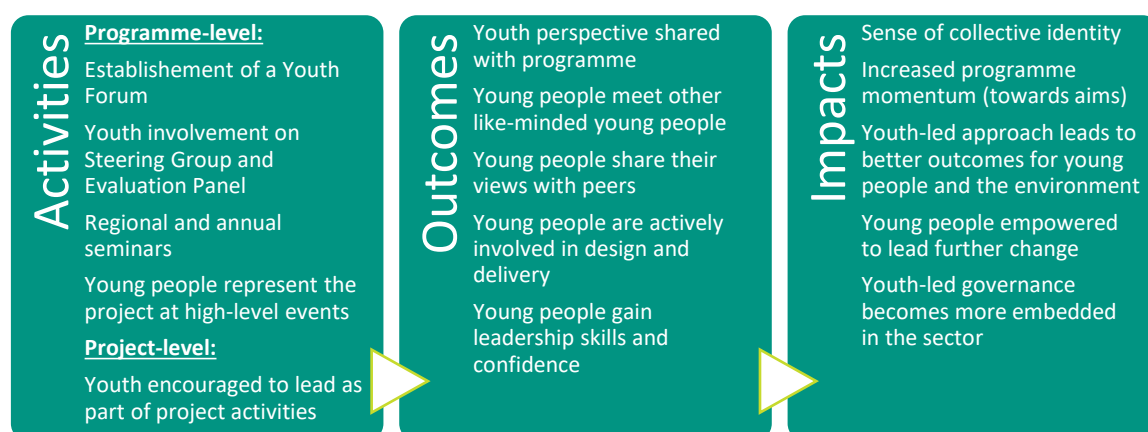 Activities
Programme-level:
Establishement of a Youth
Forum
Youth involvement on
Steering Group and
Evaluation Panel
Regional and annual
seminars
Young people represent the
project at high-level events
Project-level:
Youth encouraged to lead as
part of project activities
Outcomes
Youth perspective shared
with programme
Young people meet other
like-minded young people
Young people share their
views with peers
Young people are actively
involved in design and
delivery
Young people gain
leadership skills and
confidence
Impacts
Sense of collective identity
Increased programme
momentum (towards aims)
Youth-led approach leads to
better outcomes for young
people and the environment
Young people empowered
to lead further change
Youth-led governance
becomes more embedded
in the sector